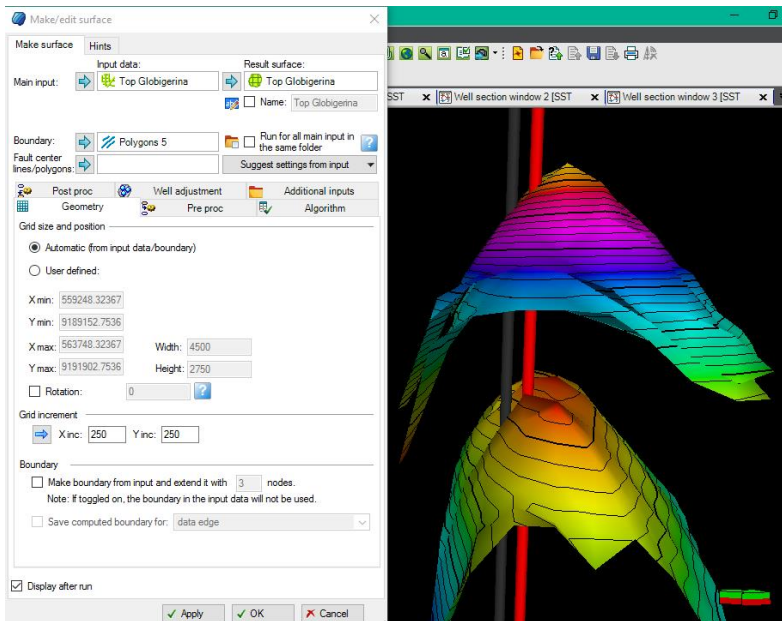 Make/edit surface
Make surface Hints
Input data: Result surface:
Main input: Top Globigerina Top Globigerina
Name: Top Globigerina
Boundary: Polygons 5 Run for all main input in
the same folder
Fault center
lines/polygons: Suggest settings from input
Post proc Well adjustment Additional inputs
Geometry Pre proc Algorithm
Grid size and position
Automatic (from input data/boundary)
User defined:
X min: 559248.32367
Y min: 9189152.7536
X max: 563748.32367 Width: 4500
Y max: 9191902.7536 Height: 2750
Rotation: 0
Grid increment
X inc: 250 Y inc: 250
Boundary
Make boundary from input and extend it with 3 nodes.
Note: If toggled on, the boundary in the input data will not be used.
Save computed boundary for: data edge
Display after run
Apply OK Cancel
SST Well section window 2 [SST Well section window 3 [SST